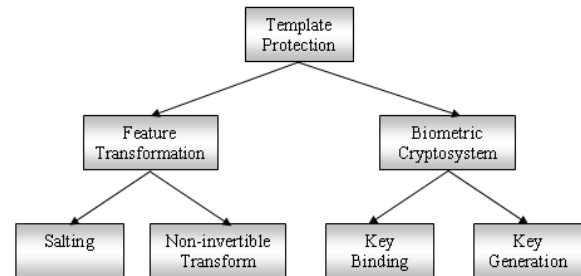 Template
Protection
Feature
Transformation
Biometric
Cryptosystem
Salting
Non-invertible
Transform
Key
Binding
Key
Generation